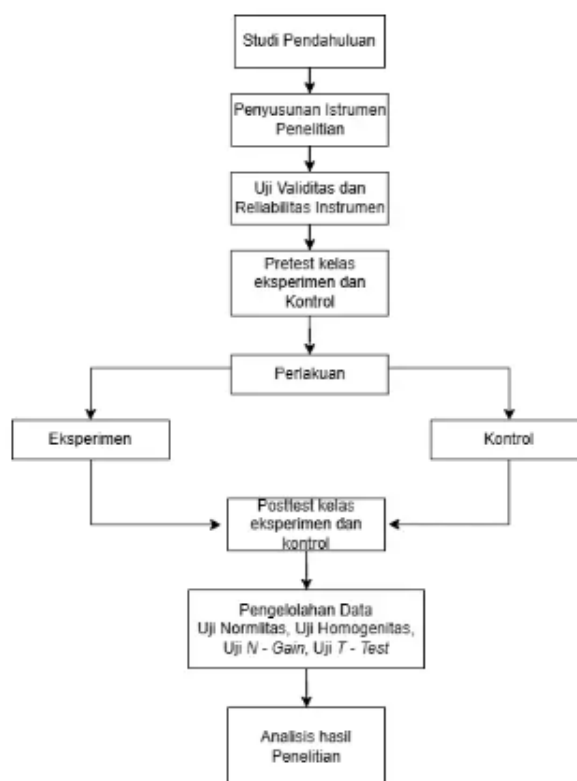 Studi Pendahuluan
Penyusunan Istrumen
Penelitian
Uji Validitas dan
Reliabilitas Instrumen
Pretest kelas
eksperimen dan
Kontrol
Perlakuan
Eksperimen
Kontrol
Posttest kelas
eksperimen dan
kontrol
Pengelolahan Data
Uji Normlitas, Uji Homogenitas,
Uji N - Gain, Uji T - Test
Analisis hasil
Penelitian